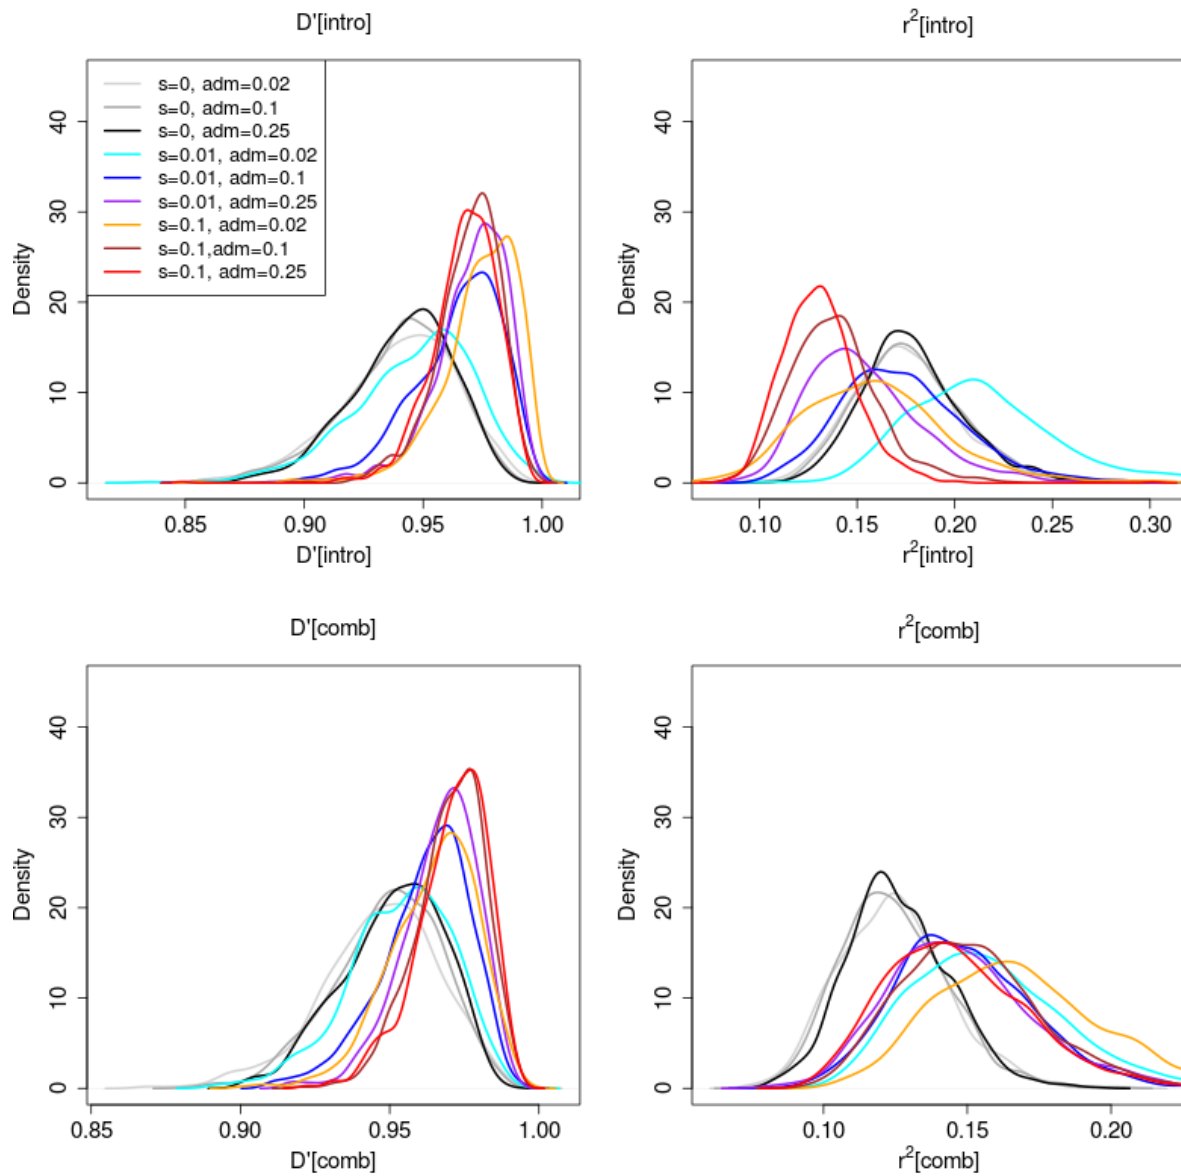 D'[intro]
s=0, adm=0.02
s=0, adm=0.1
s=0, adm=0.25
s=0.01, adm=0.02
s=0.01, adm=0.1
s=0.01, adm=0.25
s=0.1, adm=0.02
s=0.1,adm=0.1
s=0.1, adm=0.25
Density
0 10 20 30 40
0.85 0.90 0.95 1.00
D'[intro]
r²[intro]
Density
0 10 20 30 40
0.10 0.15 0.20 0.25 0.30
r²[intro]
D'[comb]
Density
0 10 20 30 40
0.85 0.90 0.95 1.00
D'[comb]
r²[comb]
Density
0 10 20 30 40
0.10 0.15 0.20
r²[comb]